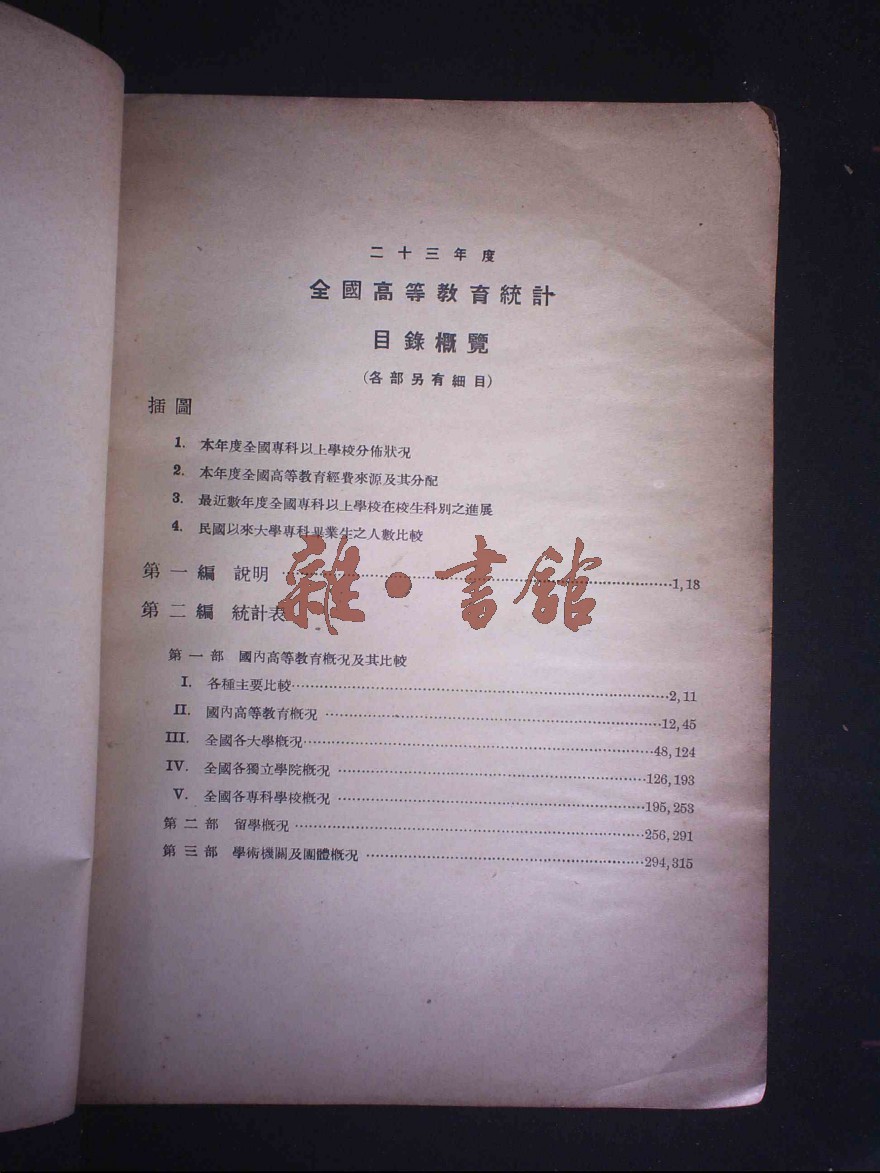 二十三年度
全國高等教育統計
目錄概覽
(各部另有細目)
插圖
1. 本年度全國專科以上學校分佈狀況
2. 本年度全國高等教育經費來源及其分配
3. 最近數年度全國專科以上學校在校生科別之進展
4. 民國以來大學專科畢業生之人數比較
第一編 說明 …… 1,18
第二編 統計表
雜·書館
第一部 國內高等教育概況及其比較
I. 各種主要比較 …… 2,11
II. 國內高等教育概況 …… 12,45
III. 全國各大學概況 …… 48,124
IV. 全國各獨立學院概況 …… 126,193
V. 全國各專科學校概況 …… 195,253
第二部 留學概況 …… 256,291
第三部 學術機關及團體概況 …… 294,315